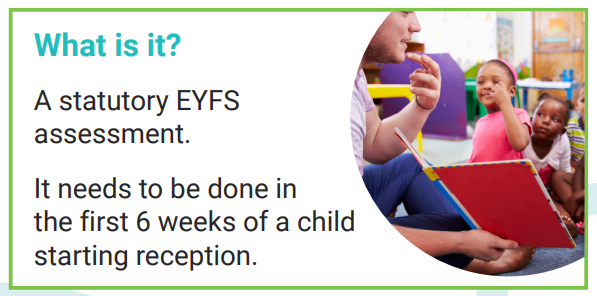 What is it?
A statutory EYFS
assessment.
It needs to be done in
the first 6 weeks of a child
starting reception.